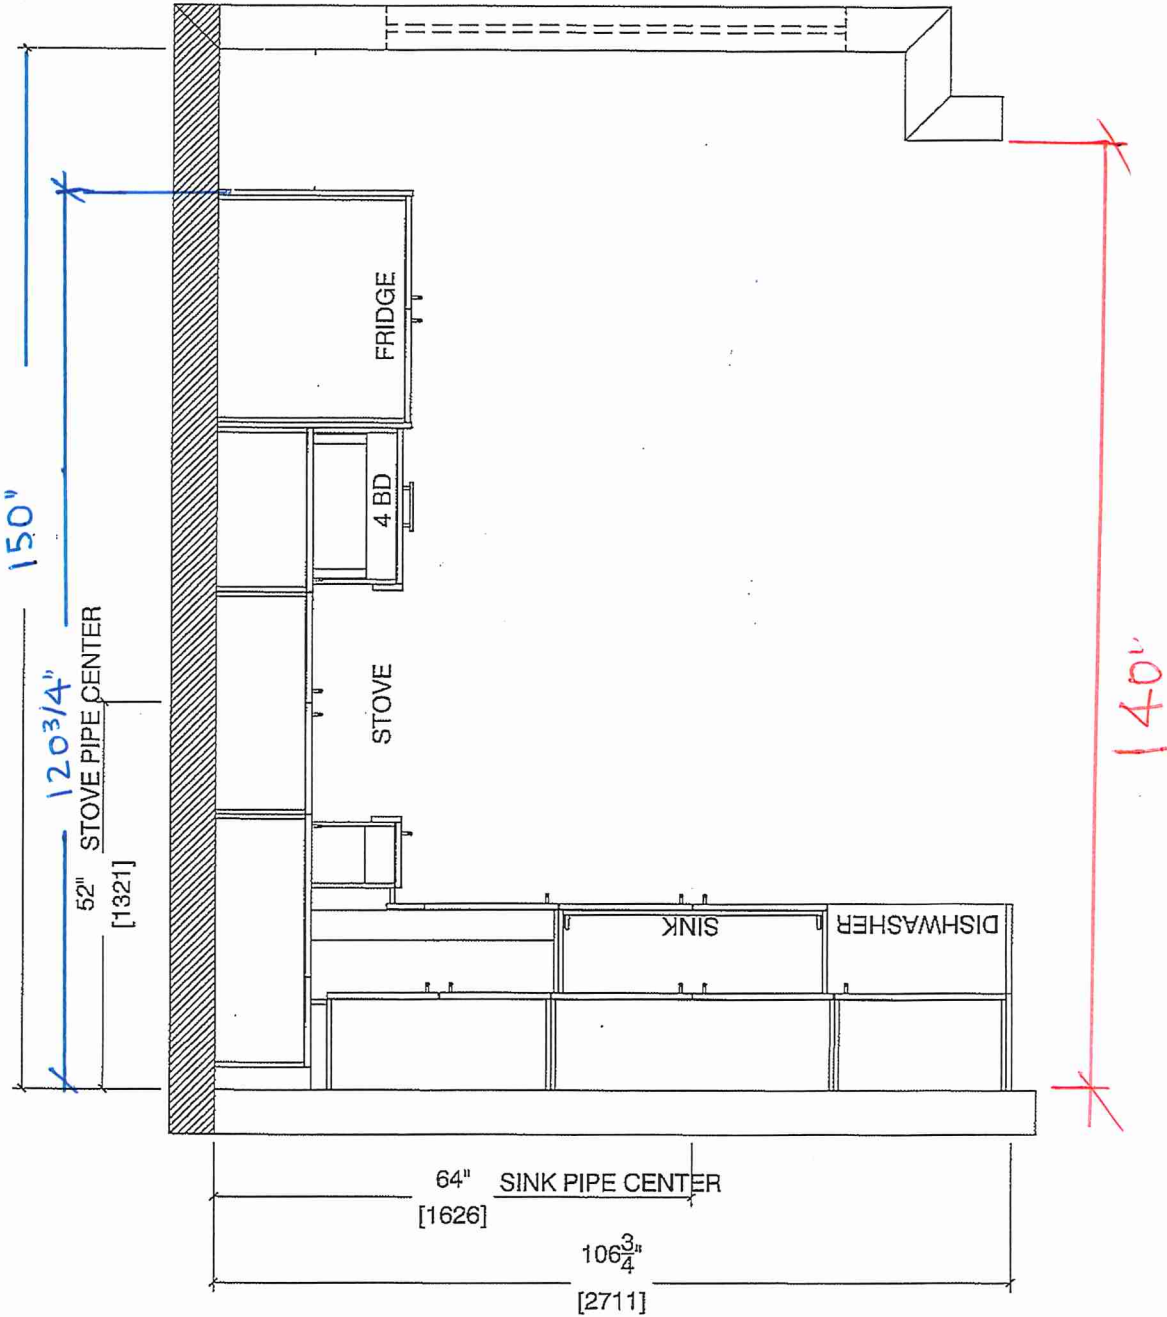 150"
120 3/4"
52" STOVE PIPE CENTER
[1321]
FRIDGE
4 BD
STOVE
SINK
DISHWASHER
140"
64" SINK PIPE CENTER
[1626]
106 3/4"
[2711]